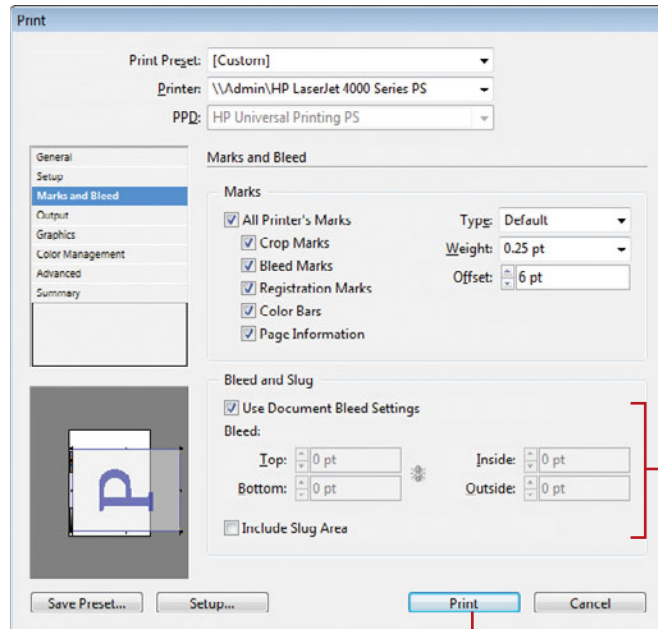 Print
Print Preset: [Custom]
Printer: \\Admin\HP LaserJet 4000 Series PS
PPD: HP Universal Printing PS
General
Setup
Marks and Bleed
Output
Graphics
Color Management
Advanced
Summary
Marks and Bleed
Marks
All Printer's Marks
Crop Marks
Bleed Marks
Registration Marks
Color Bars
Page Information
Type: Default
Weight: 0.25 pt
Offset: 6 pt
Bleed and Slug
Use Document Bleed Settings
Bleed:
Top: 0 pt Inside: 0 pt
Bottom: 0 pt Outside: 0 pt
Include Slug Area
P
Save Preset... Setup... Print Cancel